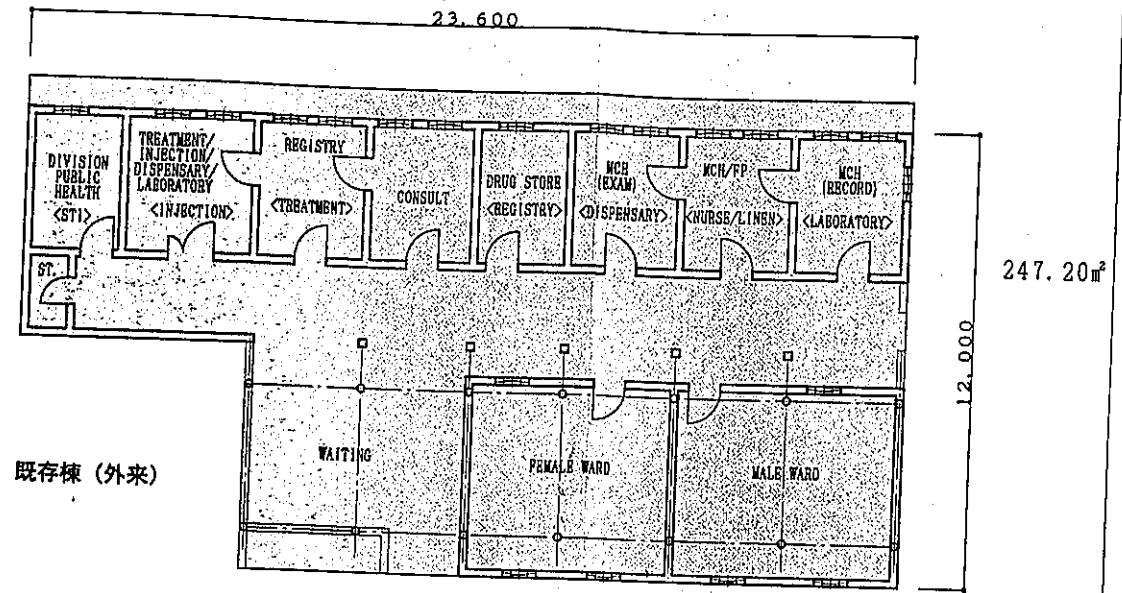 23.600
DIVISION
PUBLIC
HEALTH
<STI>
TREATMENT/
INJECTION/
DISPENSARY/
LABORATORY
<INJECTION>
REGISTRY
<TREATMENT>
CONSULT
DRUG STORE
<REGISTRY>
MCH
(EXAM)
<DISPENSARY>
MCH/FP
<NURSE/LINEN>
MCH
(RECORD)
<LABORATORY>
ST.
247.20㎡
12.000
WAITING
FEMALE WARD
MALE WARD
既存棟（外来）